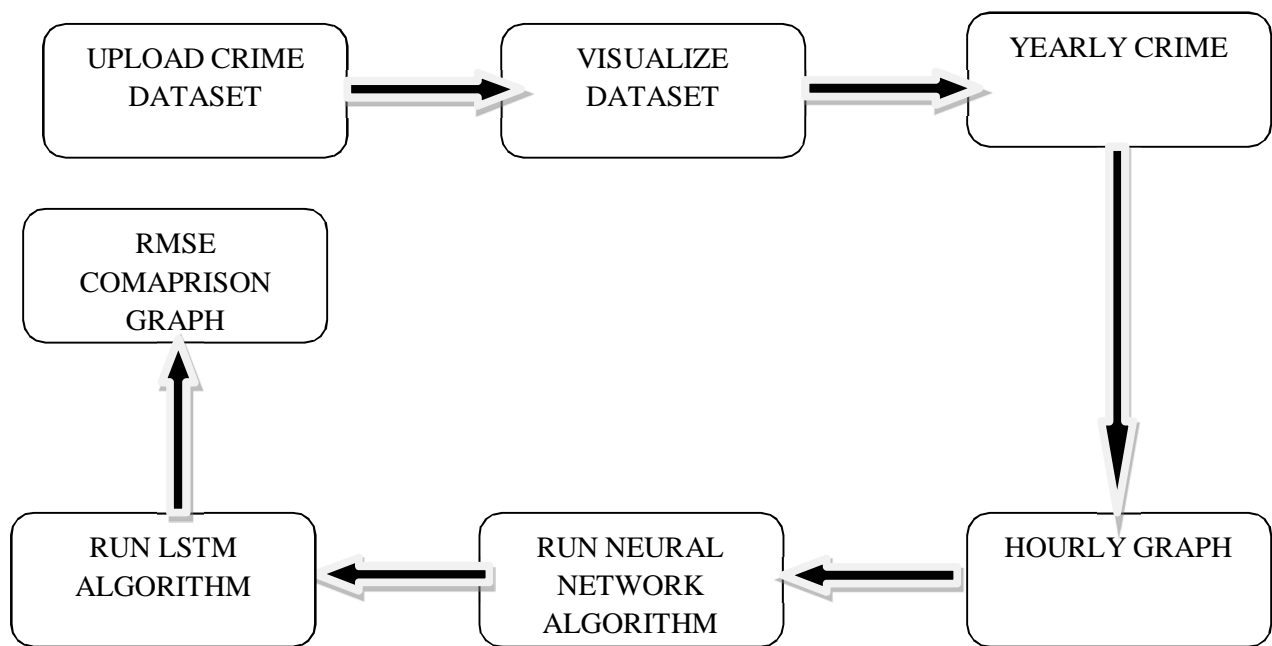 UPLOAD CRIME
DATASET
VISUALIZE
DATASET
YEARLY CRIME
RMSE
COMAPRISON
GRAPH
RUN LSTM
ALGORITHM
RUN NEURAL
NETWORK
ALGORITHM
HOURLY GRAPH